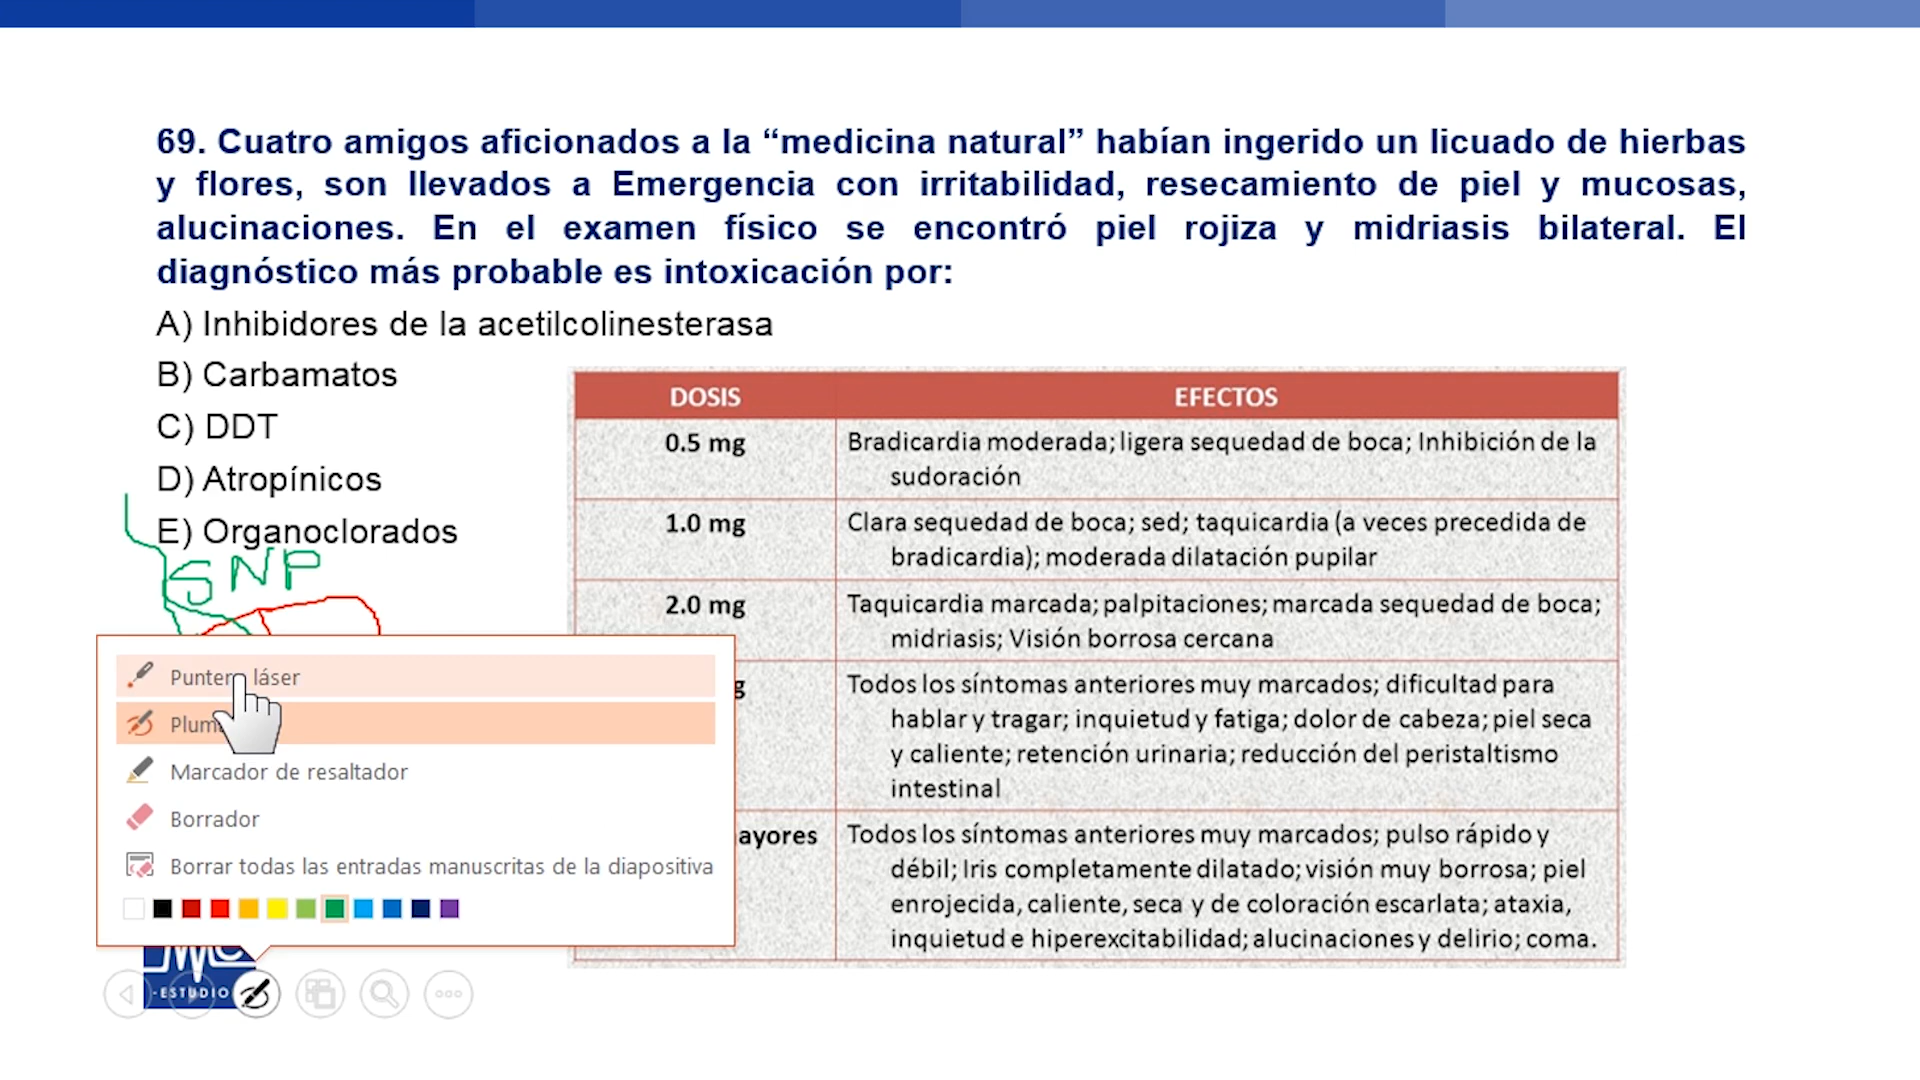 69. Cuatro amigos aficionados a la “medicina natural” habían ingerido un licuado de hierbas
y flores, son llevados a Emergencia con irritabilidad, resecamiento de piel y mucosas,
alucinaciones. En el examen físico se encontró piel rojiza y midriasis bilateral. El
diagnóstico más probable es intoxicación por:
A) Inhibidores de la acetilcolinesterasa
B) Carbamatos
C) DDT
D) Atropínicos
E) Organoclorados
SNP
DOSIS EFECTOS
0.5 mg Bradicardia moderada; ligera sequedad de boca; Inhibición de la
sudoración
1.0 mg Clara sequedad de boca; sed; taquicardia (a veces precedida de
bradicardia); moderada dilatación pupilar
2.0 mg Taquicardia marcada; palpitaciones; marcada sequedad de boca;
midriasis; Visión borrosa cercana
Todos los síntomas anteriores muy marcados; dificultad para
hablar y tragar; inquietud y fatiga; dolor de cabeza; piel seca
y caliente; retención urinaria; reducción del peristaltismo
intestinal
Todos los síntomas anteriores muy marcados; pulso rápido y
débil; Iris completamente dilatado; visión muy borrosa; piel
enrojecida, caliente, seca y de coloración escarlata; ataxia,
inquietud e hiperexcitabilidad; alucinaciones y delirio; coma.
láser
Marcador de resaltador
Borrador
Borrar todas las entradas manuscritas de la diapositiva
-ESTUDIO